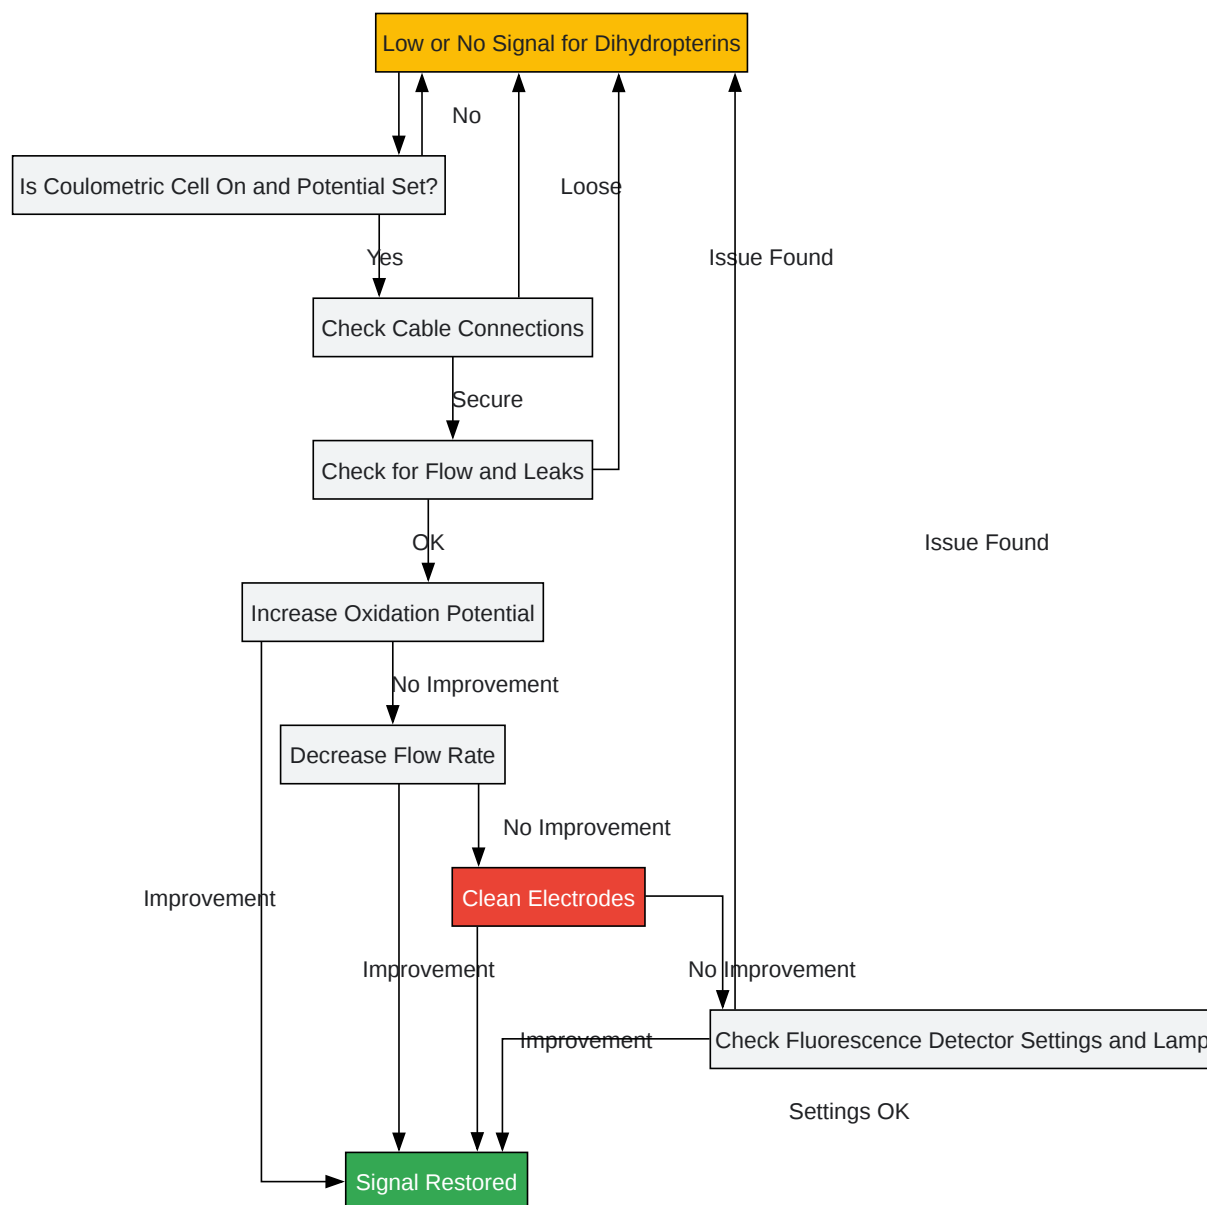 Low or No Signal for Dihydropterins
No
Is Coulometric Cell On and Potential Set?
Loose
Yes
Issue Found
Check Cable Connections
Secure
Check for Flow and Leaks
OK
Issue Found
Increase Oxidation Potential
No Improvement
Decrease Flow Rate
No Improvement
Clean Electrodes
Improvement
Improvement
No Improvement
Improvement
Check Fluorescence Detector Settings and Lamp
Settings OK
Signal Restored